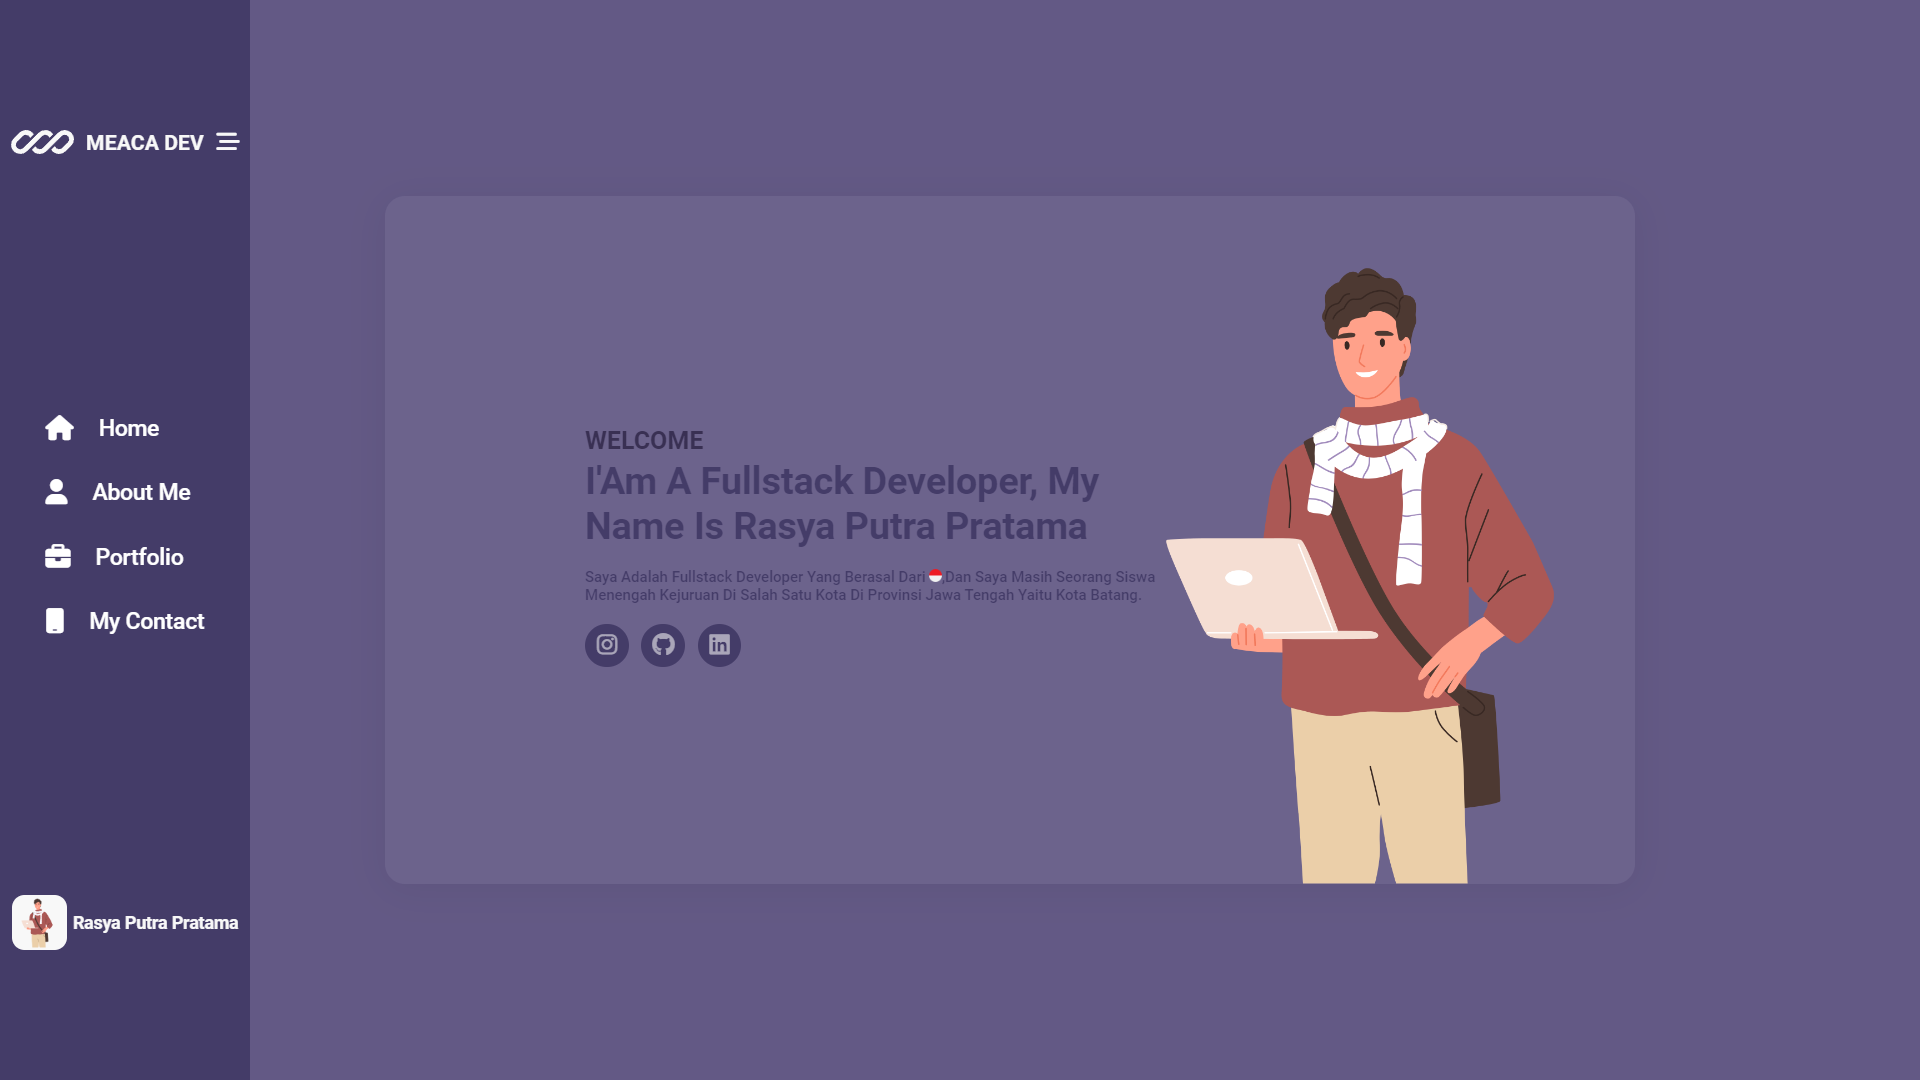 MEACA DEV
Home
About Me
Portfolio
My Contact
Rasya Putra Pratama
WELCOME
I'Am A Fullstack Developer, My
Name Is Rasya Putra Pratama
Saya Adalah Fullstack Developer Yang Berasal Dari ,Dan Saya Masih Seorang Siswa
Menengah Kejuruan Di Salah Satu Kota Di Provinsi Jawa Tengah Yaitu Kota Batang.